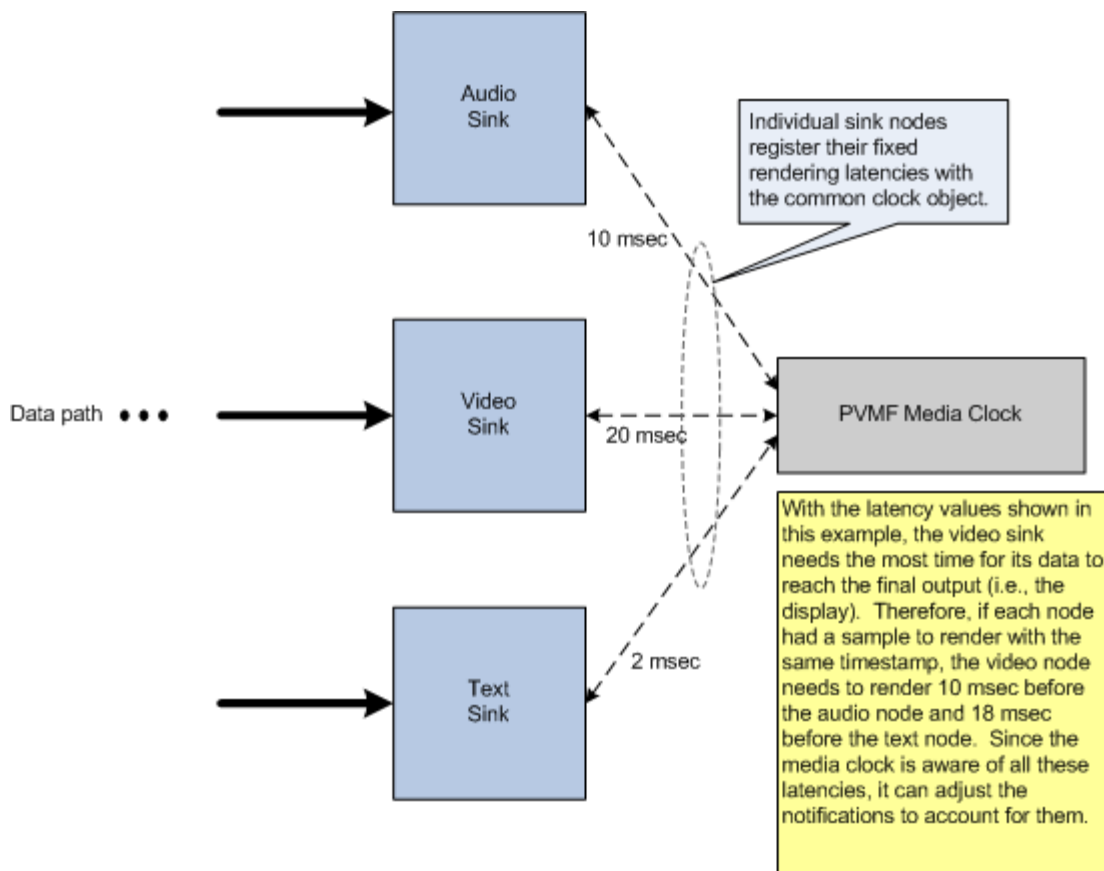 Audio
Sink
Individual sink nodes
register their fixed
rendering latencies with
the common clock object.
10 msec
Data path
Video
Sink
20 msec
PVMF Media Clock
With the latency values shown in
this example, the video sink
needs the most time for its data to
reach the final output (i.e., the
display).  Therefore, if each node
had a sample to render with the
same timestamp, the video node
needs to render 10 msec before
the audio node and 18 msec
before the text node.  Since the
media clock is aware of all these
latencies, it can adjust the
notifications to account for them.
2 msec
Text
Sink